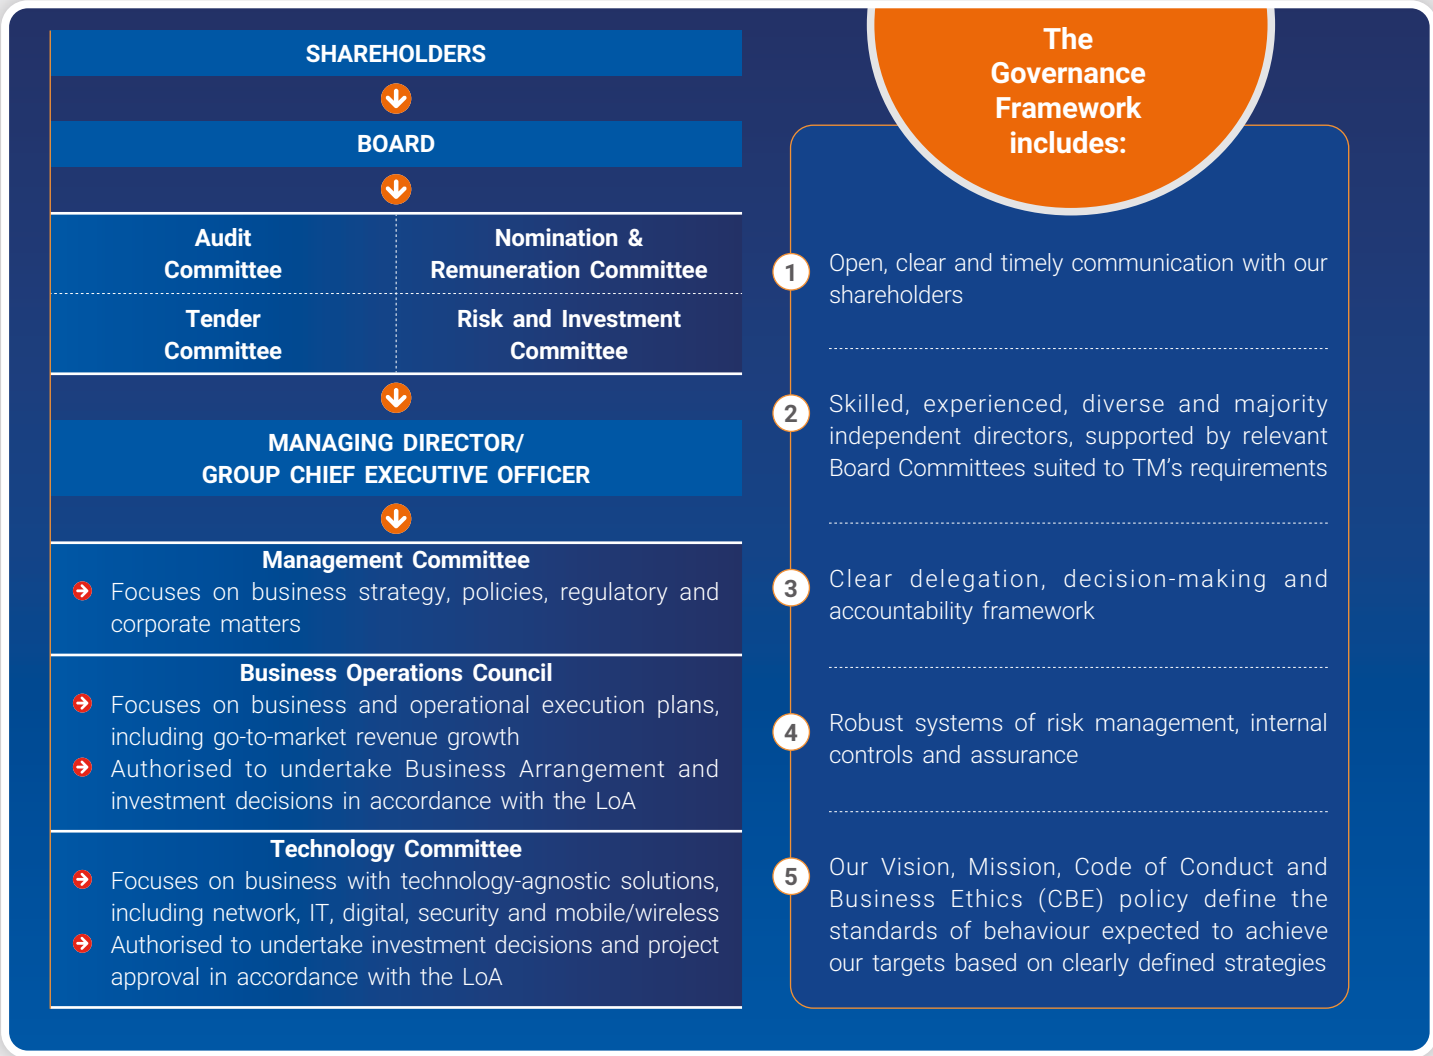 SHAREHOLDERS
BOARD
Audit
Committee
Nomination &
Remuneration Committee
Tender
Committee
Risk and Investment
Committee
MANAGING DIRECTOR/
GROUP CHIEF EXECUTIVE OFFICER
Management Committee
Focuses on business strategy, policies, regulatory and
corporate matters
Business Operations Council
Focuses on business and operational execution plans,
including go-to-market revenue growth
Authorised to undertake Business Arrangement and
investment decisions in accordance with the LoA
Technology Committee
Focuses on business with technology-agnostic solutions,
including network, IT, digital, security and mobile/wireless
Authorised to undertake investment decisions and project
approval in accordance with the LoA
The
Governance
Framework
includes:
1 Open, clear and timely communication with our
shareholders
2 Skilled, experienced, diverse and majority
independent directors, supported by relevant
Board Committees suited to TM's requirements
3 Clear delegation, decision-making and
accountability framework
4 Robust systems of risk management, internal
controls and assurance
5 Our Vision, Mission, Code of Conduct and
Business Ethics (CBE) policy define the
standards of behaviour expected to achieve
our targets based on clearly defined strategies